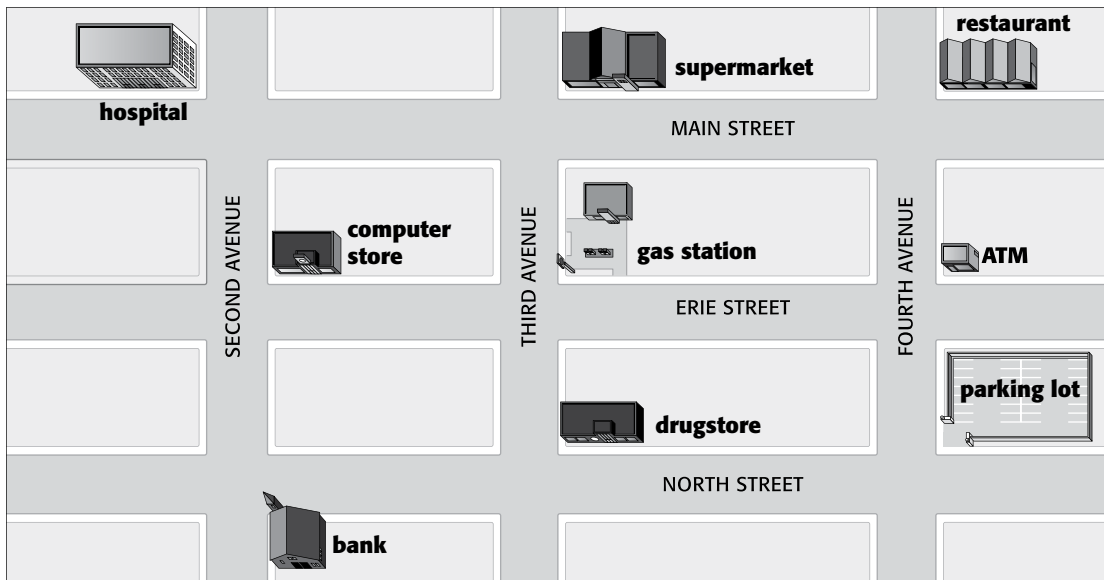 restaurant
supermarket
hospital
MAIN STREET
SECOND AVENUE
computer
store
THIRD AVENUE
gas station
FOURTH AVENUE
ATM
ERIE STREET
parking lot
drugstore
NORTH STREET
bank